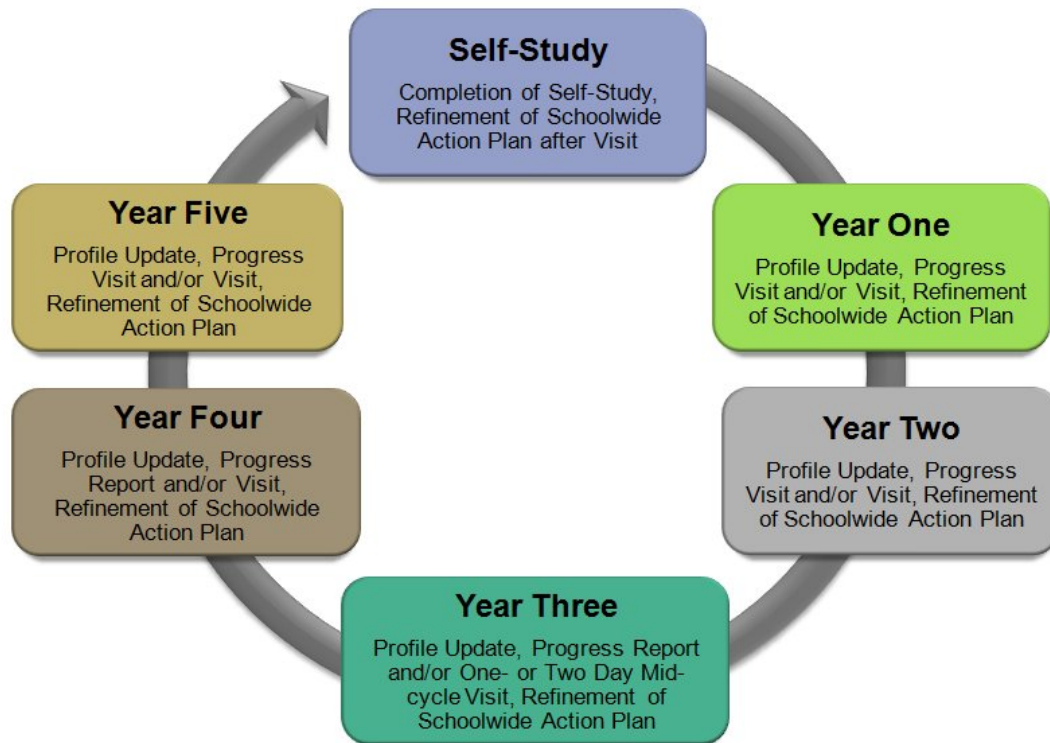 Self-Study
Completion of Self-Study,
Refinement of Schoolwide
Action Plan after Visit
Year One
Profile Update, Progress
Visit and/or Visit, Refinement
of Schoolwide Action Plan
Year Two
Profile Update, Progress
Visit and/or Visit, Refinement
of Schoolwide Action Plan
Year Three
Profile Update, Progress Report
and/or One- or Two Day Mid-
cycle Visit, Refinement of
Schoolwide Action Plan
Year Four
Profile Update, Progress
Report and/or Visit,
Refinement of Schoolwide
Action Plan
Year Five
Profile Update, Progress
Visit and/or Visit,
Refinement of Schoolwide
Action Plan